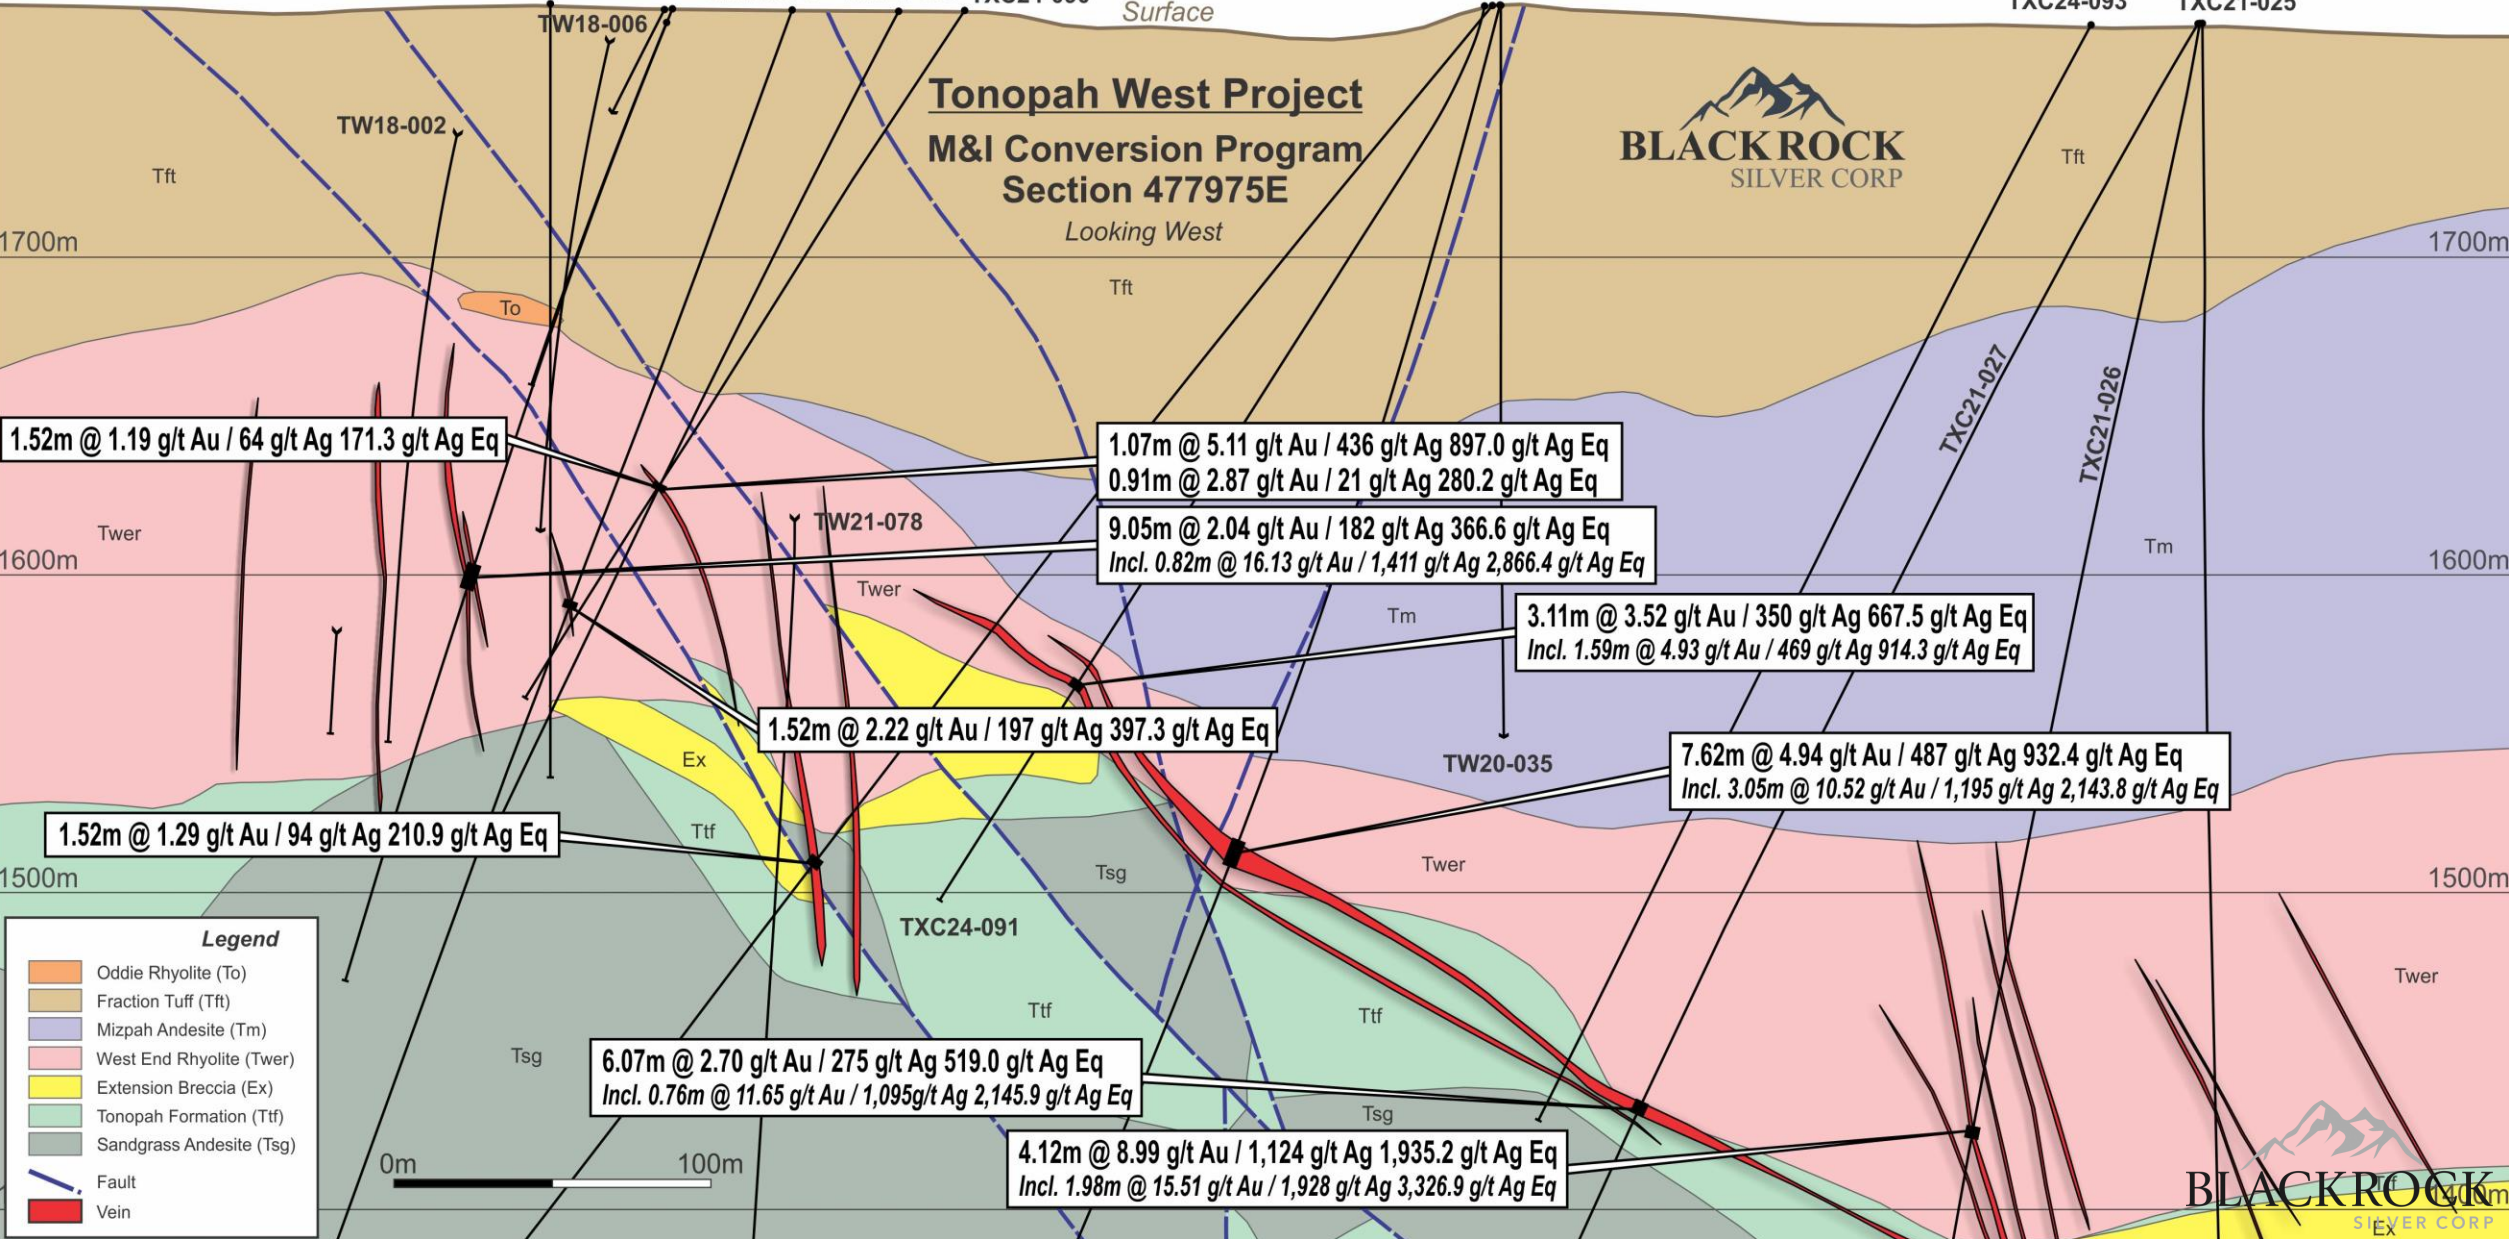 TXC24-093
TXC21-025
Surface
TW18-006
Tonopah West Project
M&I Conversion Program
Section 477975E
Looking West
BLACKROCK
SILVER CORP
TW18-002
Tft
Tft
Tft
1700m
1700m
To
TXC21-027
TXC21-026
1.52m @ 1.19 g/t Au / 64 g/t Ag 171.3 g/t Ag Eq
1.07m @ 5.11 g/t Au / 436 g/t Ag 897.0 g/t Ag Eq
0.91m @ 2.87 g/t Au / 21 g/t Ag 280.2 g/t Ag Eq
TW21-078
Twer
9.05m @ 2.04 g/t Au / 182 g/t Ag 366.6 g/t Ag Eq
Incl. 0.82m @ 16.13 g/t Au / 1,411 g/t Ag 2,866.4 g/t Ag Eq
Tm
1600m
1600m
Twer
Tm
3.11m @ 3.52 g/t Au / 350 g/t Ag 667.5 g/t Ag Eq
Incl. 1.59m @ 4.93 g/t Au / 469 g/t Ag 914.3 g/t Ag Eq
1.52m @ 2.22 g/t Au / 197 g/t Ag 397.3 g/t Ag Eq
Ex
TW20-035
7.62m @ 4.94 g/t Au / 487 g/t Ag 932.4 g/t Ag Eq
Incl. 3.05m @ 10.52 g/t Au / 1,195 g/t Ag 2,143.8 g/t Ag Eq
1.52m @ 1.29 g/t Au / 94 g/t Ag 210.9 g/t Ag Eq
Ttf
Tsg
Twer
1500m
1500m
TXC24-091
Twer
Ttf
Ttf
Tsg
Legend
Oddie Rhyolite (To)
Fraction Tuff (Tft)
Mizpah Andesite (Tm)
West End Rhyolite (Twer)
Extension Breccia (Ex)
Tonopah Formation (Ttf)
Sandgrass Andesite (Tsg)
Fault
Vein
0m
100m
6.07m @ 2.70 g/t Au / 275 g/t Ag 519.0 g/t Ag Eq
Incl. 0.76m @ 11.65 g/t Au / 1,095g/t Ag 2,145.9 g/t Ag Eq
Tsg
4.12m @ 8.99 g/t Au / 1,124 g/t Ag 1,935.2 g/t Ag Eq
Incl. 1.98m @ 15.51 g/t Au / 1,928 g/t Ag 3,326.9 g/t Ag Eq
BLACKROCK
1400m
SILVER CORP
Ex